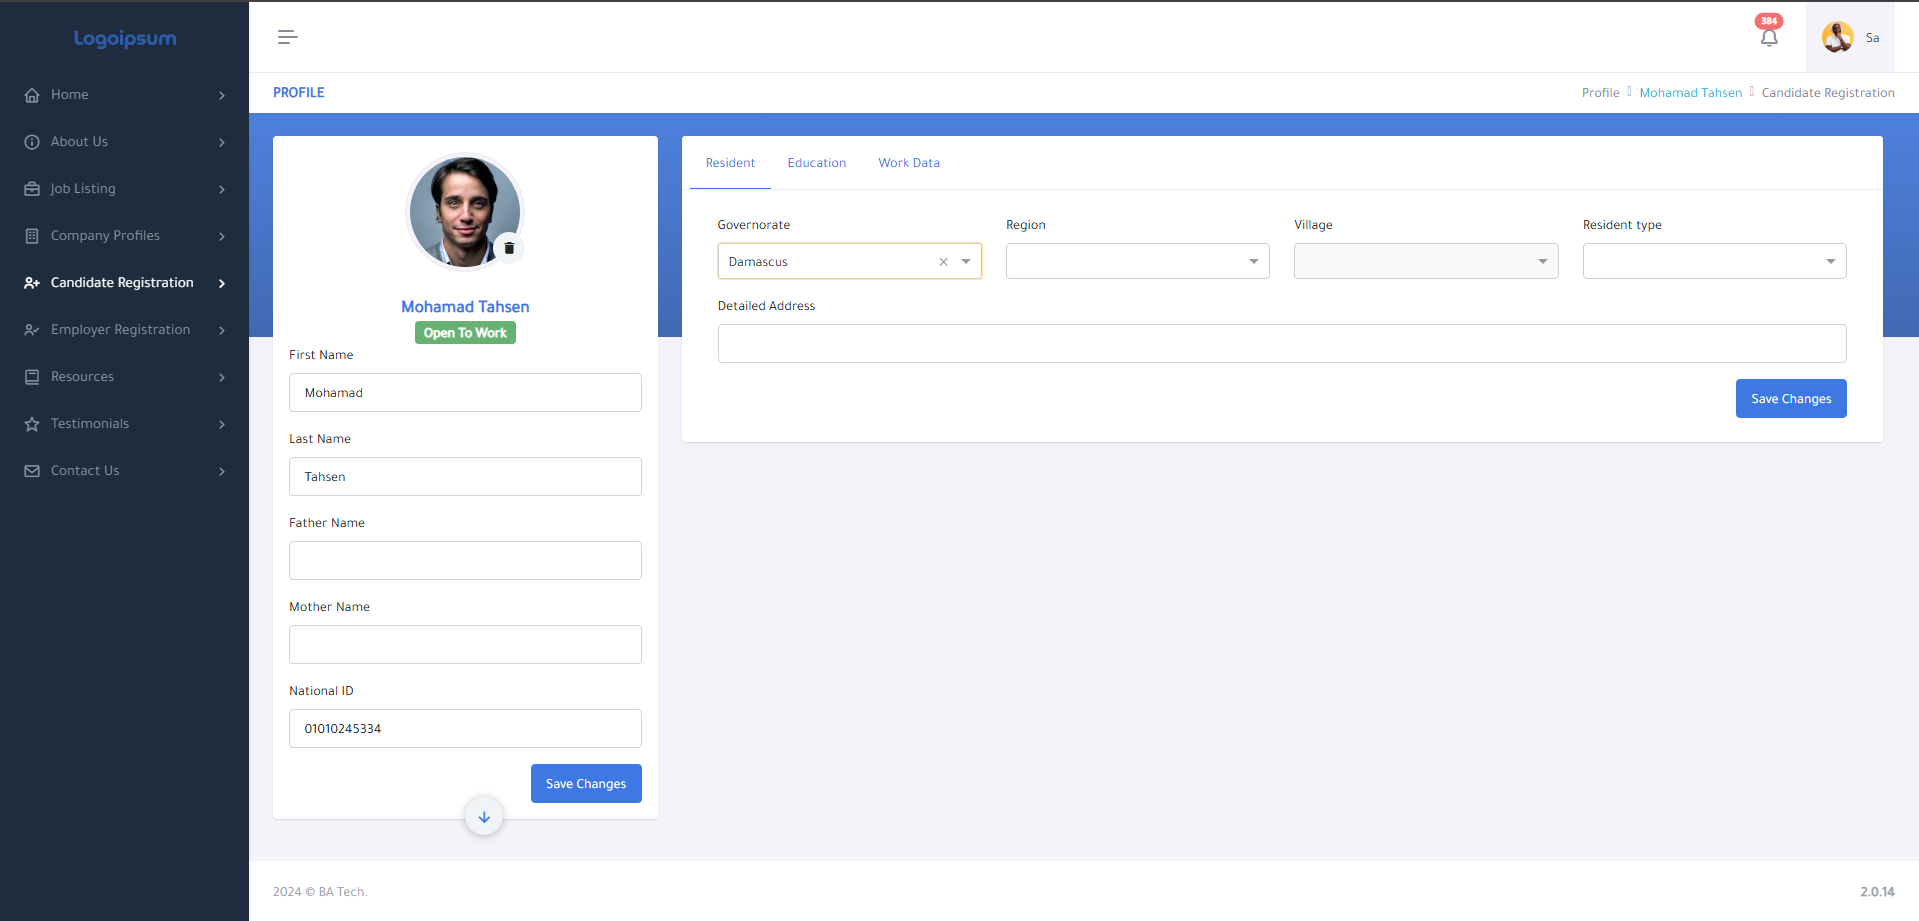 Logoipsum
Home
About Us
Job Listing
Company Profiles
Candidate Registration
Employer Registration
Resources
Testimonials
Contact Us
384
Sa
PROFILE
Profile Mohamad Tahsen Candidate Registration
Mohamad Tahsen
Open To Work
First Name
Mohamad
Last Name
Tahsen
Father Name
Mother Name
National ID
01010245334
Save Changes
Resident Education Work Data
Governorate Region Village Resident type
Damascus
Detailed Address
Save Changes
2024 © BA Tech.
2.0.14